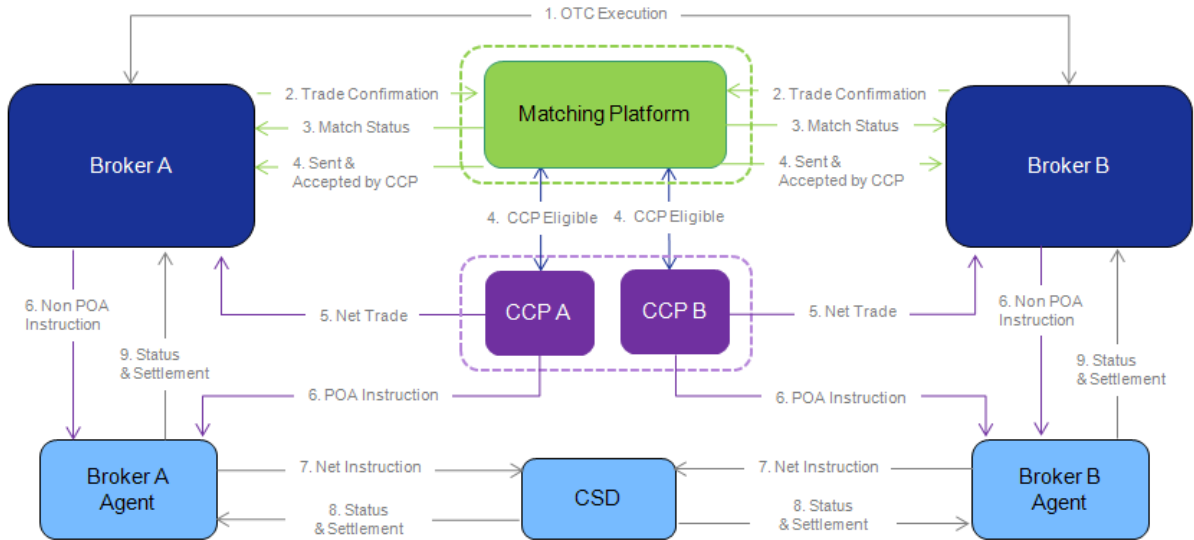 1. OTC Execution
2. Trade Confirmation
Matching Platform
2. Trade Confirmation
3. Match Status
3. Match Status
Broker A
4. Sent &
Accepted by CCP
4. Sent &
Accepted by CCP
Broker B
4. CCP Eligible
4. CCP Eligible
6. Non POA
Instruction
5. Net Trade
CCP A
CCP B
5. Net Trade
6. Non POA
Instruction
9. Status
& Settlement
9. Status
& Settlement
6. POA Instruction
6. POA Instruction
Broker A
Agent
7. Net Instruction
CSD
7. Net Instruction
Broker B
Agent
8. Status
& Settlement
8. Status
& Settlement